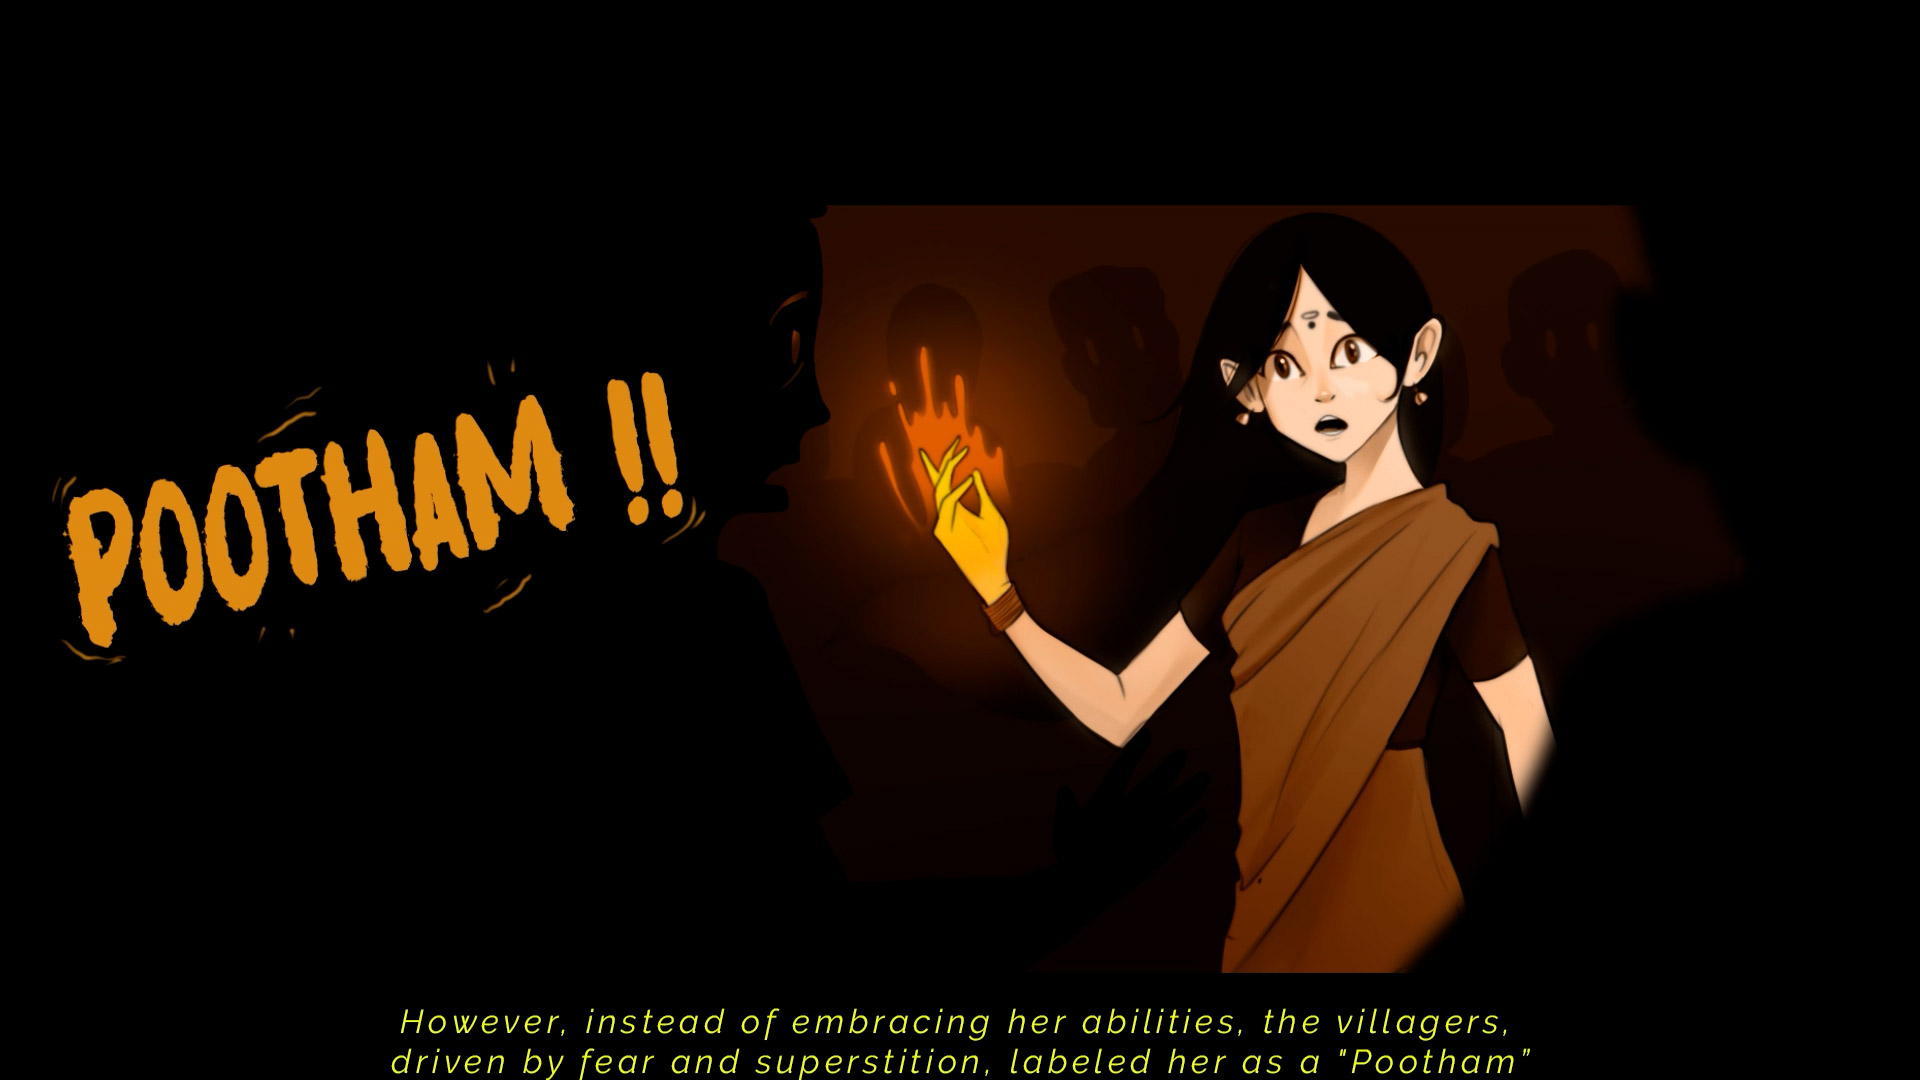 POOTHAM !!
However, instead of embracing her abilities, the villagers,
driven by fear and superstition, labeled her as a "Pootham”